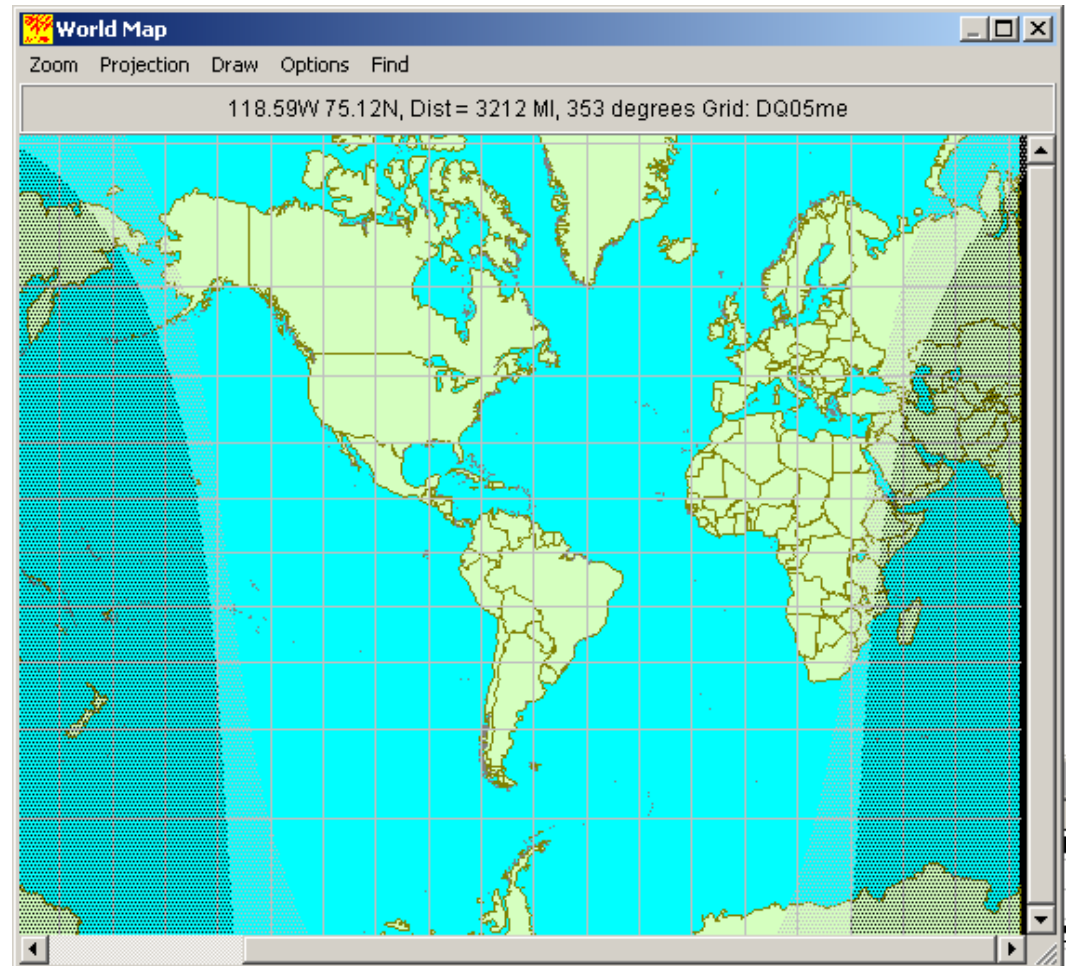 World Map
Zoom Projection Draw Options Find
118.59W 75.12N, Dist = 3212 MI, 353 degrees Grid: DQ05me